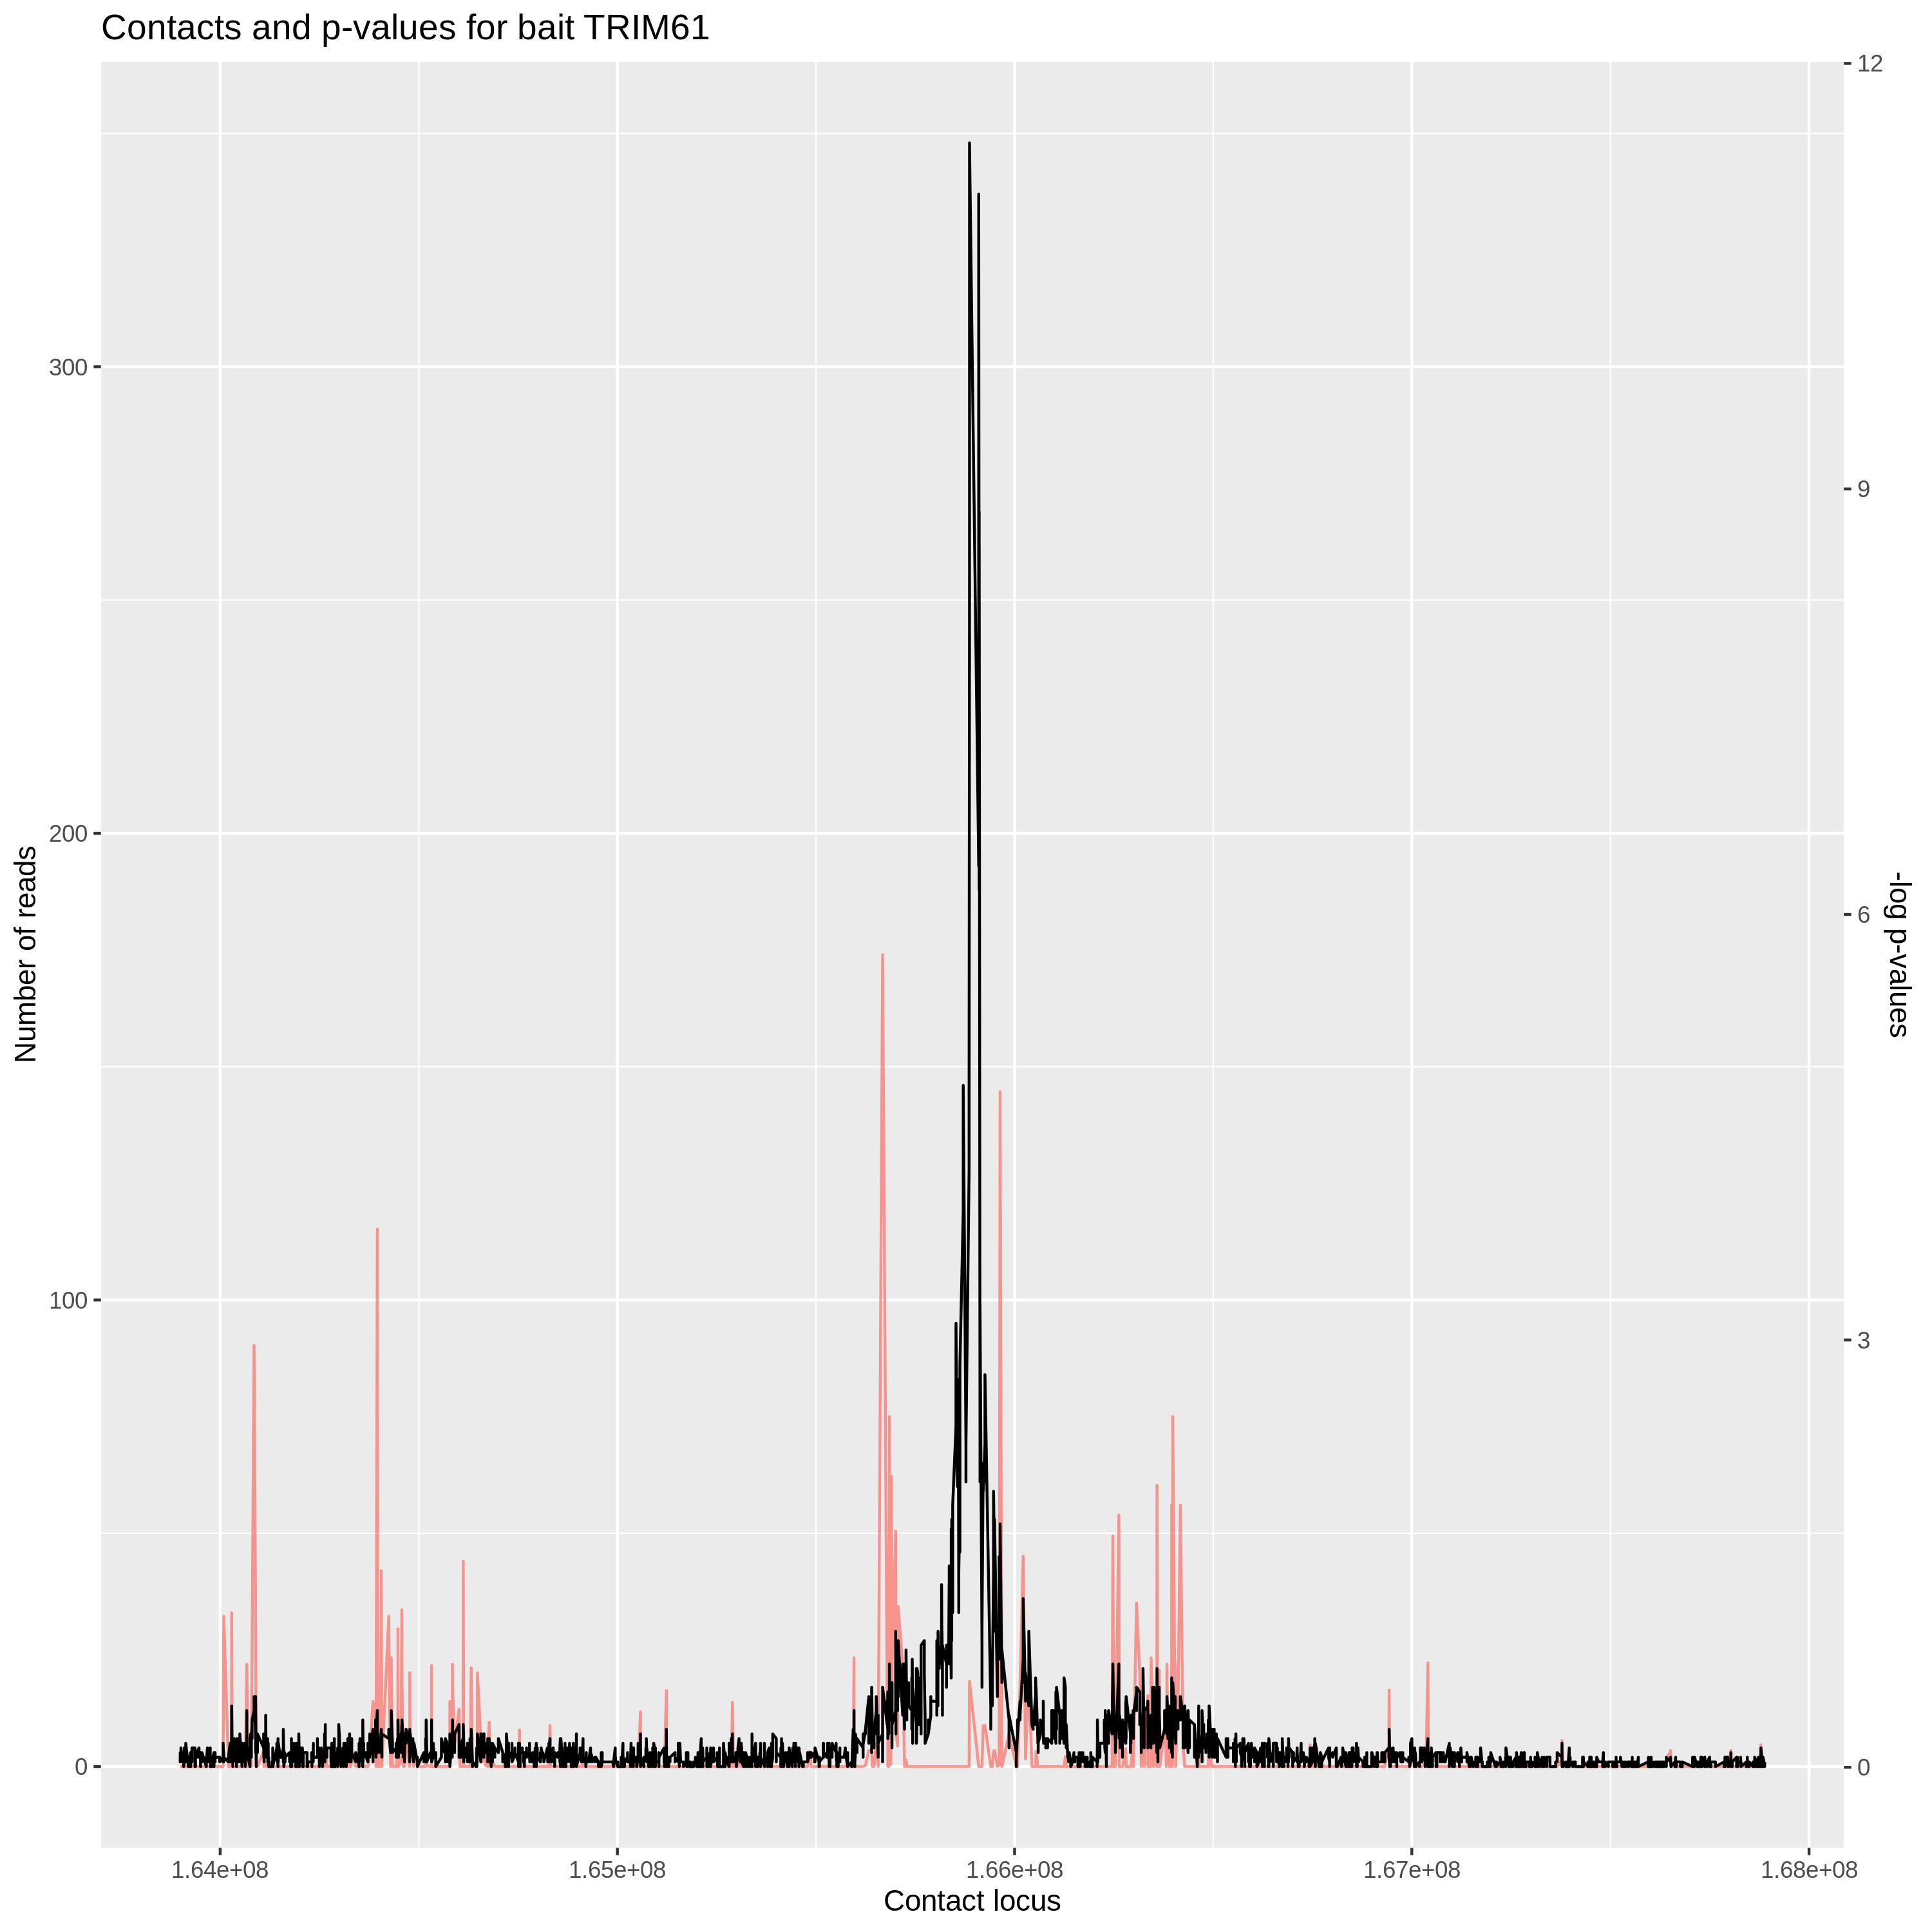 Contacts and p-values for bait TRIM61
Number of reads
300
200
100
0
12
9
6
3
0
-log p-values
1.64e+08 1.65e+08 1.66e+08 1.67e+08 1.68e+08
Contact locus